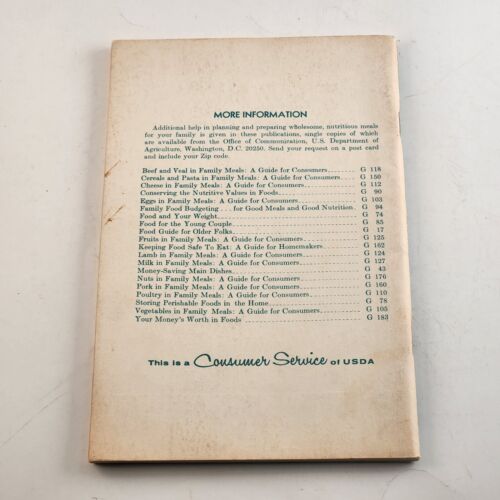 MORE INFORMATION
Additional help in planning and preparing wholesome, nutritious meals
for your family is given in these publications, single copies of which
are available from the Office of Communication, U.S. Department of
Agriculture, Washington, D.C. 20250. Send your request on a post card
and include your Zip code.
Beef and Veal in Family Meals: A Guide for Consumers........ G 118
Cereals and Pasta in Family Meals: A Guide for Consumers.... G 150
Cheese in Family Meals: A Guide for Consumers............... G 112
Conserving the Nutritive Values in Foods.................... G 90
Eggs in Family Meals: A Guide for Consumers................. G 103
Family Food Budgeting . . . for Good Meals and Good Nutrition. G 94
Food and Your Weight........................................ G 74
Food for the Young Couple................................... G 85
Food Guide for Older Folks.................................. G 17
Fruits in Family Meals: A Guide for Consumers............... G 125
Keeping Food Safe To Eat: A Guide for Homemakers............ G 162
Lamb in Family Meals: A Guide for Consumers................. G 124
Milk in Family Meals: A Guide for Consumers................. G 127
Money-Saving Main Dishes.................................... G 43
Nuts in Family Meals: A Guide for Consumers................. G 176
Pork in Family Meals: A Guide for Consumers................. G 160
Poultry in Family Meals: A Guide for Consumers.............. G 110
Storing Perishable Foods in the Home........................ G 78
Vegetables in Family Meals: A Guide for Consumers........... G 105
Your Money's Worth in Foods ................................ G 183
This is a Consumer Service of USDA